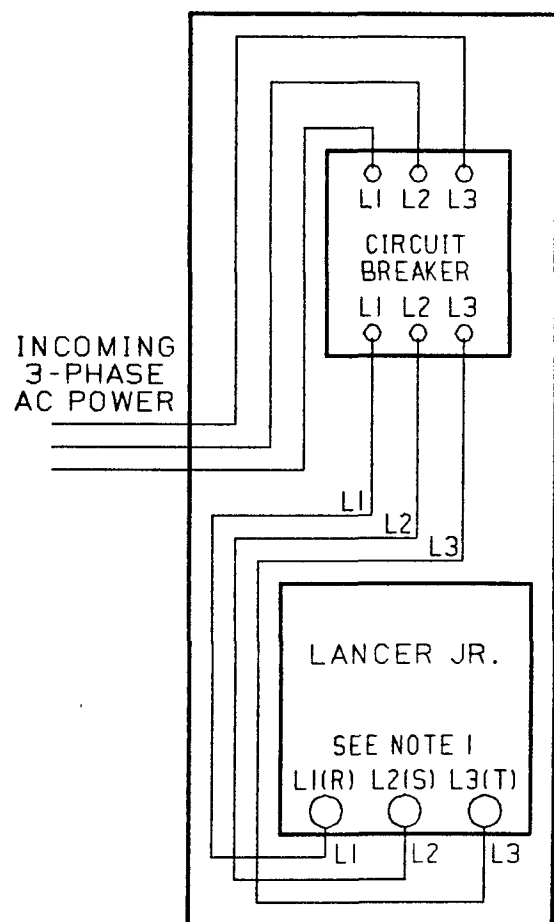 L1 L2 L3
CIRCUIT
BREAKER
L1 L2 L3
INCOMING
3-PHASE
AC POWER
L1
L2
L3
LANCER JR.
SEE NOTE 1
L1(R) L2(S) L3(T)
L1 L2 L3